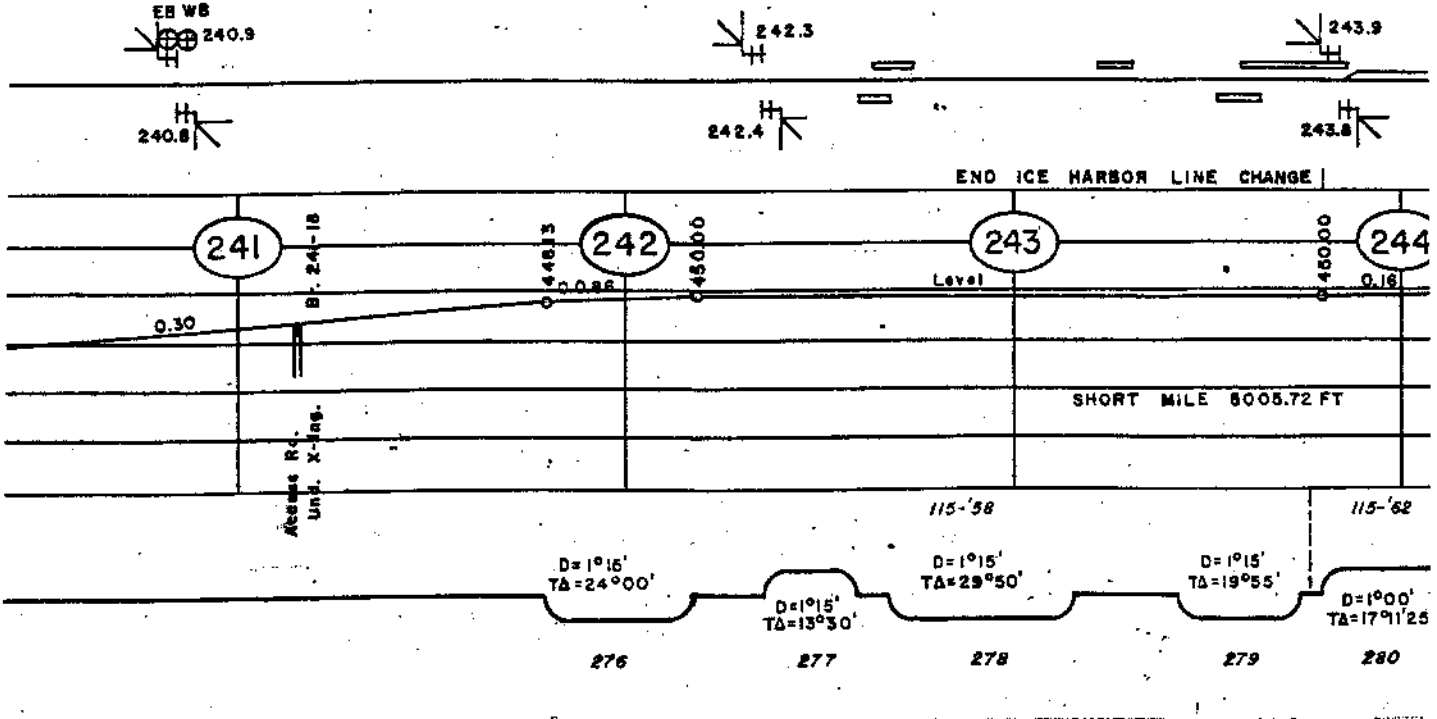 EB WB
240.9
242.3
243.9
240.8
242.4
243.8
END ICE HARBOR LINE CHANGE
241
Br. 241-18
448.13
242
450.00
243
450.00
244
0.30
0.086
Level
0.16
SHORT MILE 5005.72 FT
Access Rd.
Und. X-ing.
115-'58
115-'62
D=1°15'
TΔ=24°00'
D=1°15'
TΔ=13°30'
D=1°15'
TΔ=29°50'
D=1°15'
TΔ=19°55'
D=1°00'
TΔ=17°11'25
276
277
278
279
280